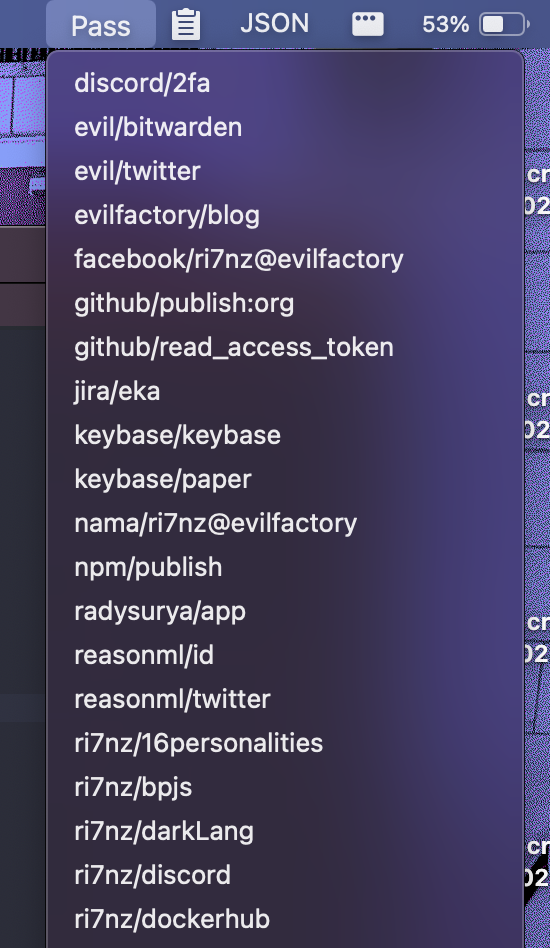 Pass JSON 53%
discord/2fa
evil/bitwarden
evil/twitter
evilfactory/blog
facebook/ri7nz@evilfactory
github/publish:org
github/read_access_token
jira/eka
keybase/keybase
keybase/paper
nama/ri7nz@evilfactory
npm/publish
radysurya/app
reasonml/id
reasonml/twitter
ri7nz/16personalities
ri7nz/bpjs
ri7nz/darkLang
ri7nz/discord
ri7nz/dockerhub